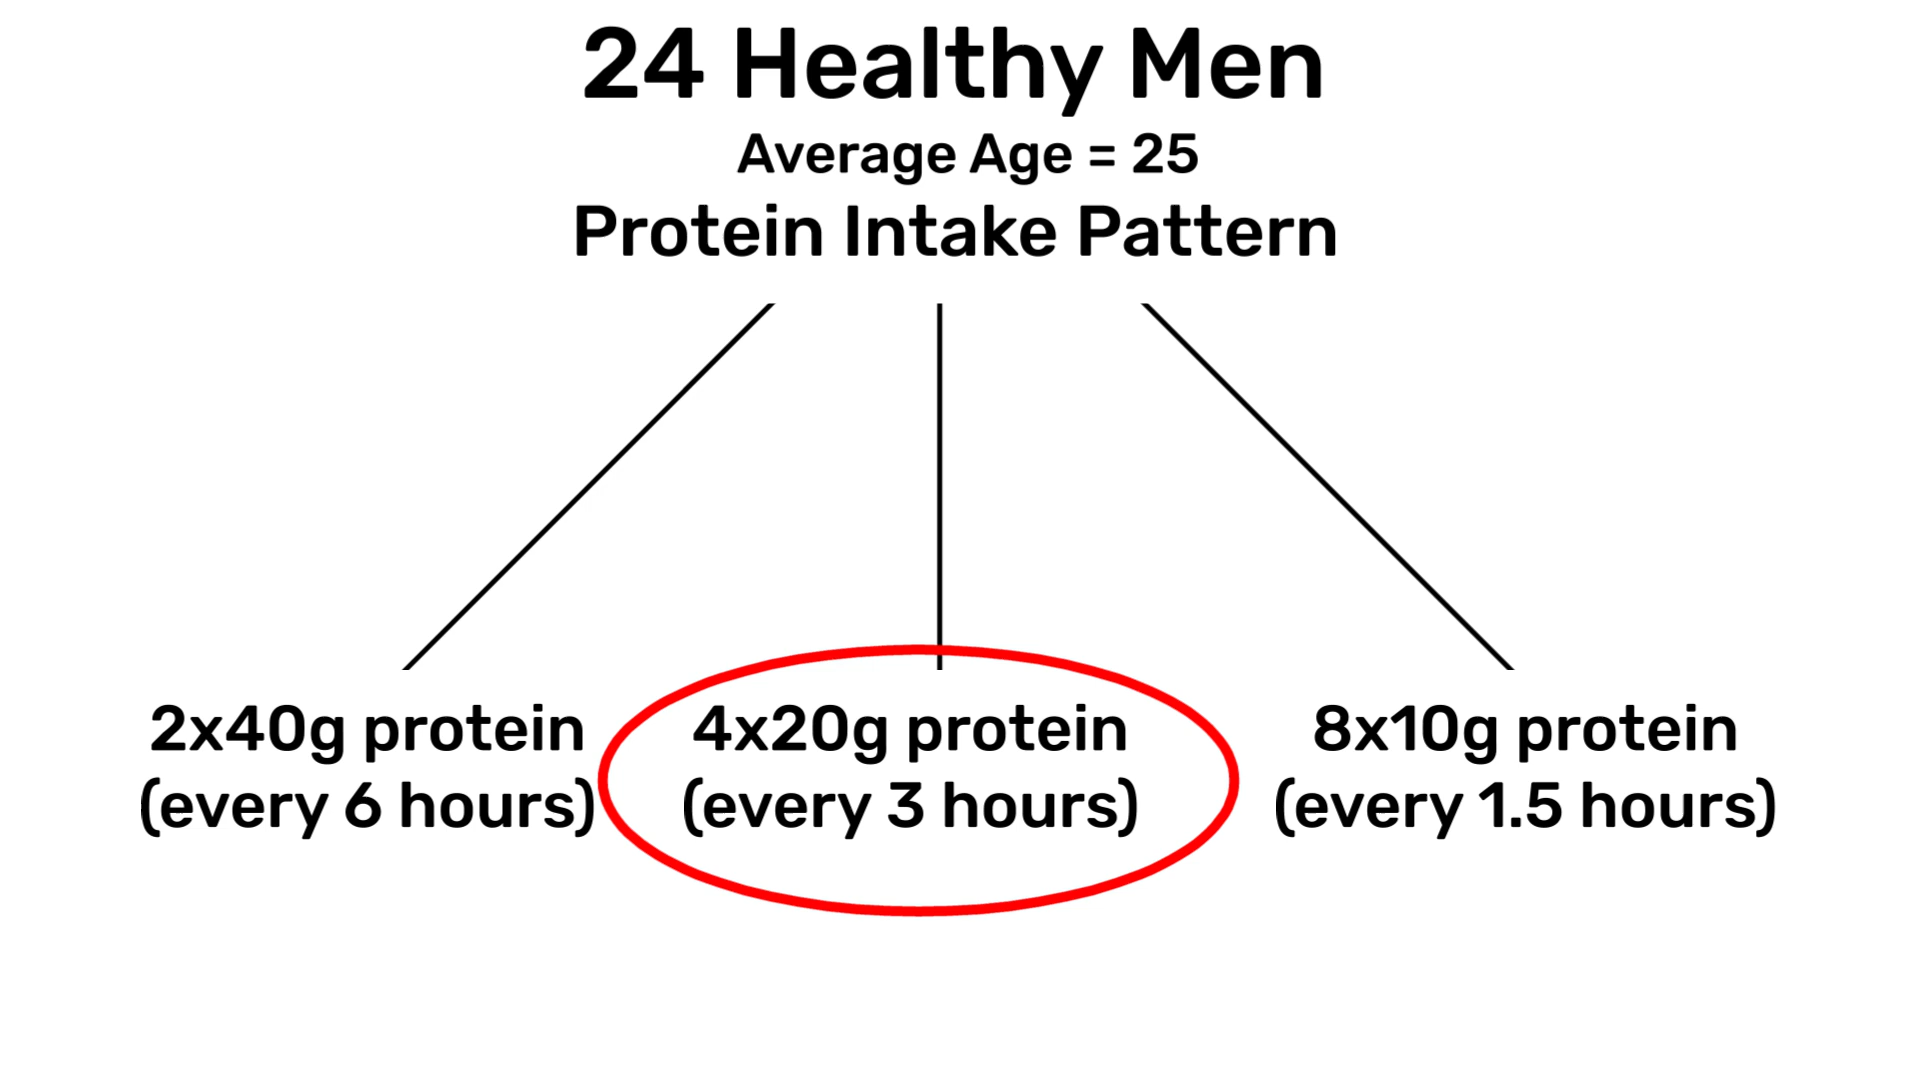 24 Healthy Men
Average Age = 25
Protein Intake Pattern
2x40g protein
(every 6 hours)
4x20g protein
(every 3 hours)
8x10g protein
(every 1.5 hours)